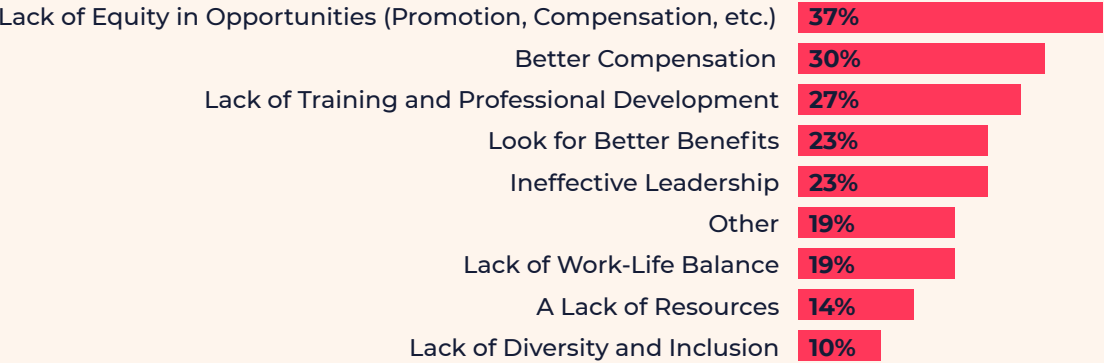 Lack of Equity in Opportunities (Promotion, Compensation, etc.) 37%
Better Compensation 30%
Lack of Training and Professional Development 27%
Look for Better Benefits 23%
Ineffective Leadership 23%
Other 19%
Lack of Work-Life Balance 19%
A Lack of Resources 14%
Lack of Diversity and Inclusion 10%